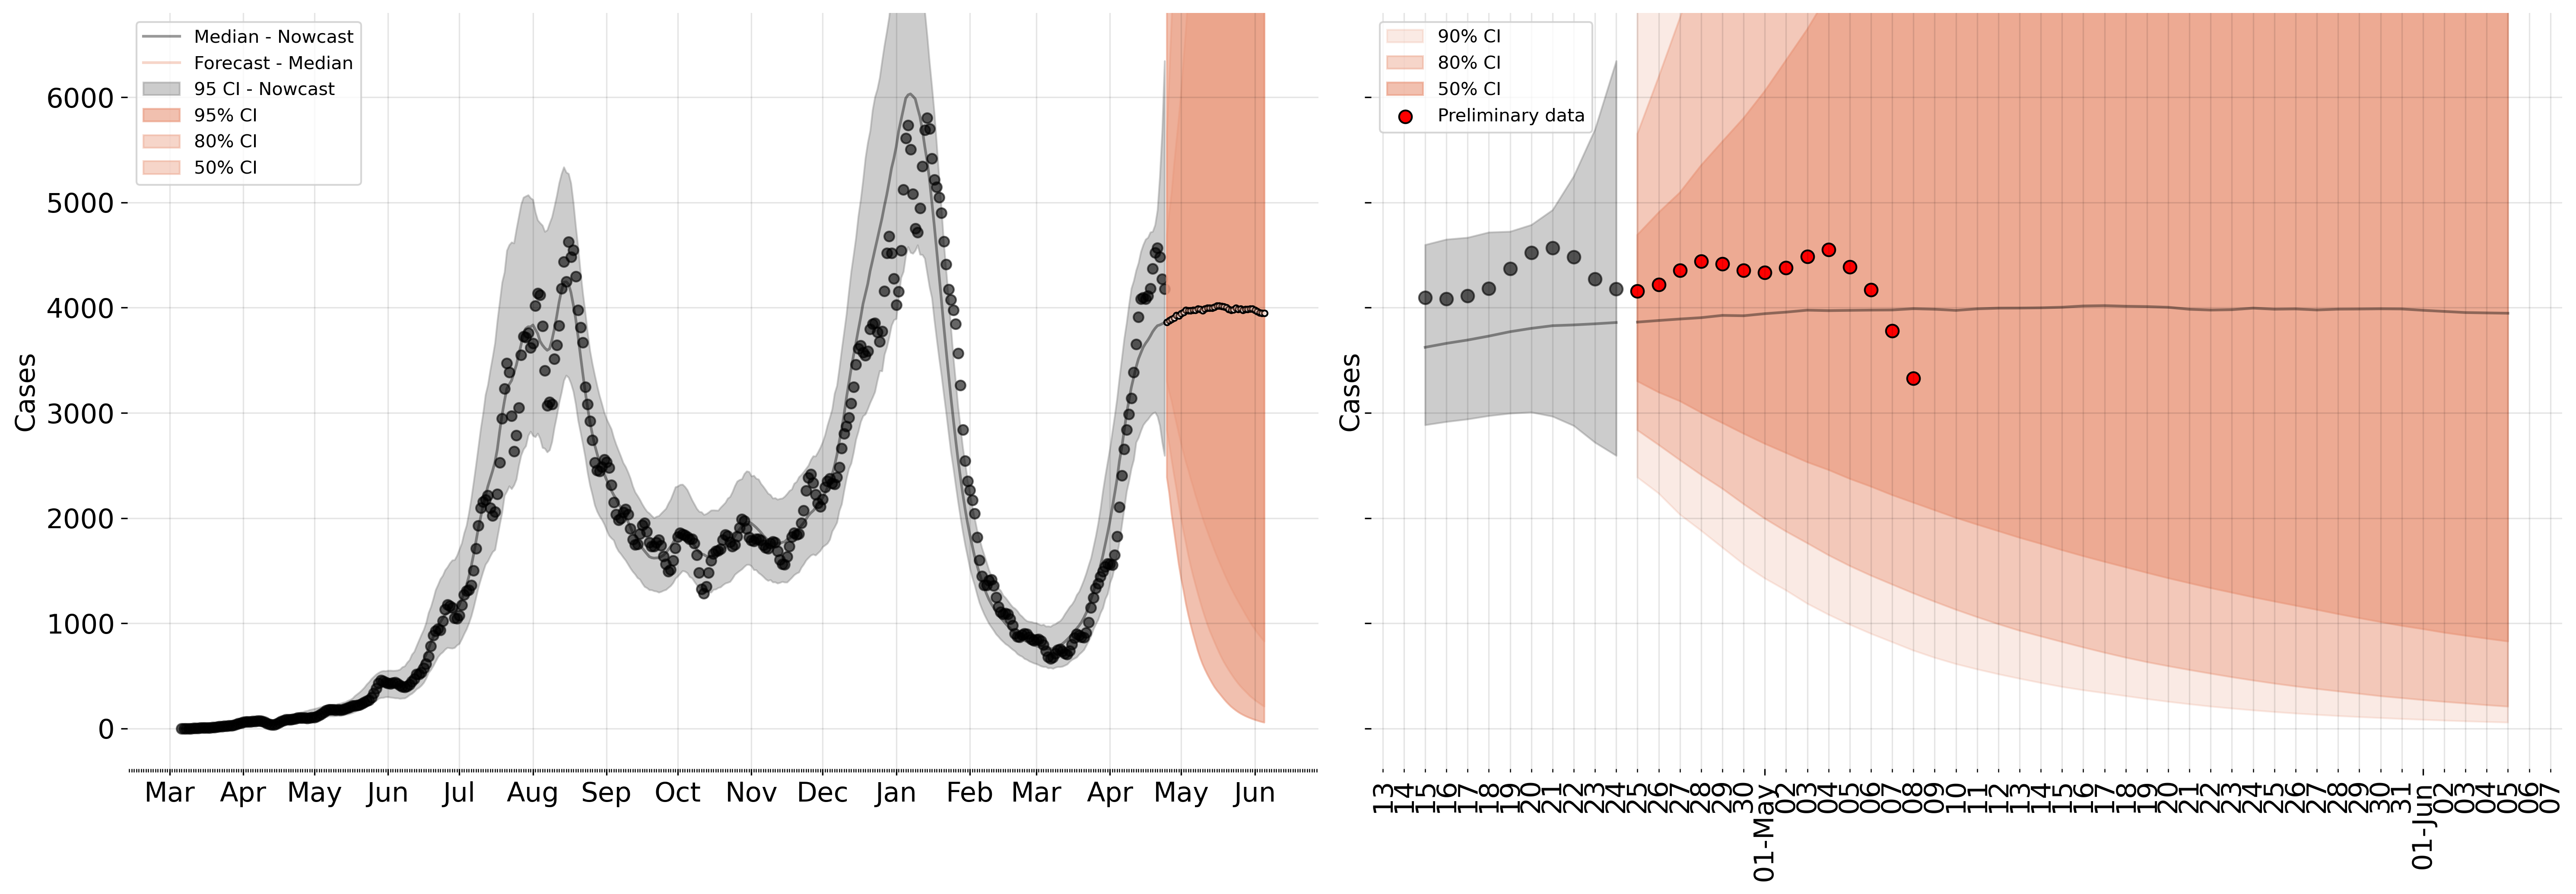 Median - Nowcast
Forecast - Median
95 CI - Nowcast
95% CI
80% CI
50% CI
Cases
6000
5000
4000
3000
2000
1000
0
Mar
Apr
May
Jun
Jul
Aug
Sep
Oct
Nov
Dec
Jan
Feb
Mar
Apr
May
Jun
90% CI
80% CI
50% CI
Preliminary data
Cases
13
14
15
16
17
18
19
20
21
22
23
24
25
26
27
28
29
30
01-May
02
03
04
05
06
07
08
09
10
11
12
13
14
15
16
17
18
19
20
21
22
23
24
25
26
27
28
29
30
31
01-Jun
02
03
04
05
06
07